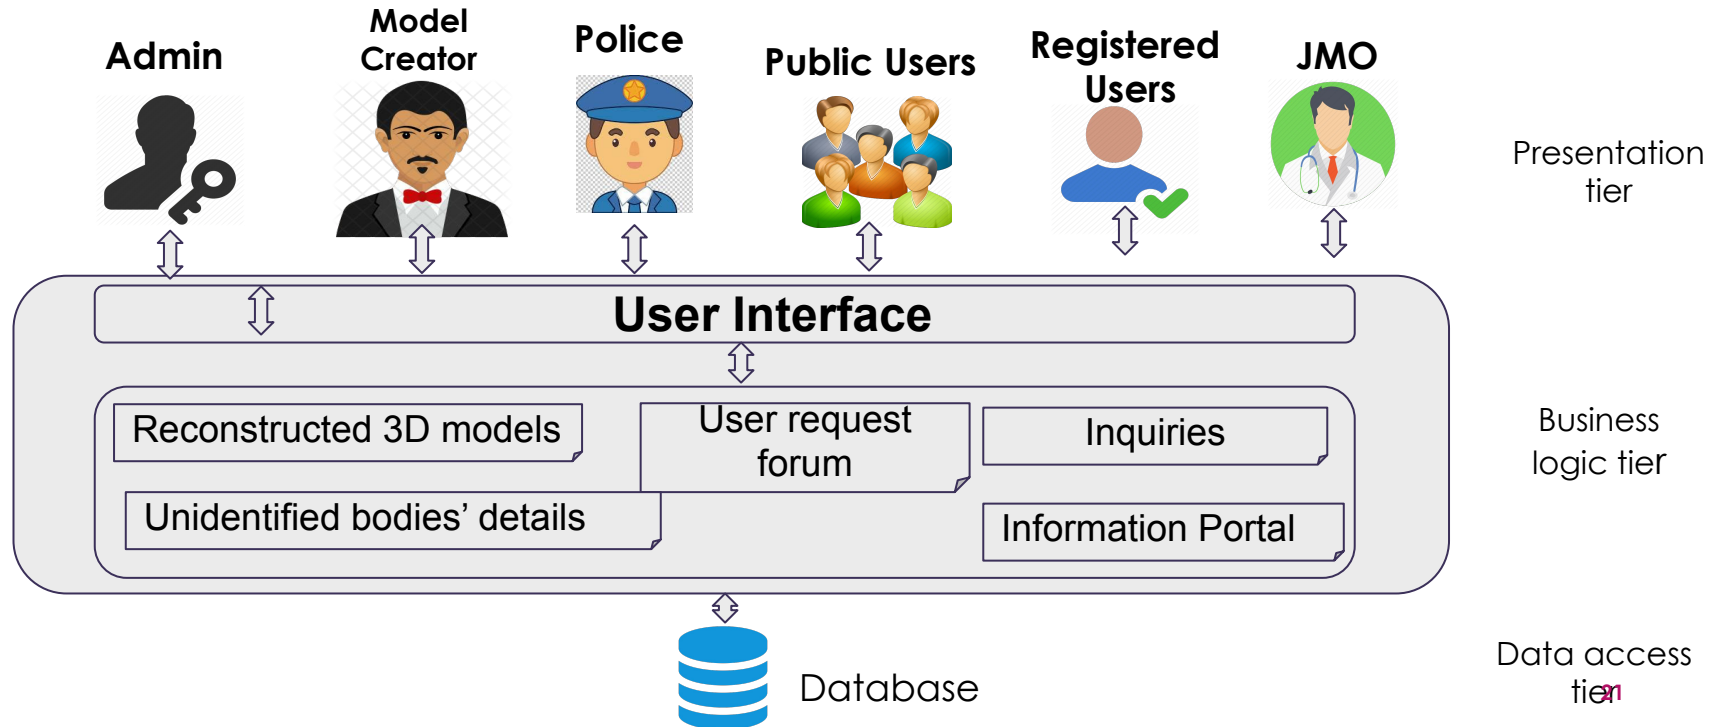 Admin
Model
Creator
Police
Public Users
Registered
Users
JMO
Presentation
tier
User Interface
Reconstructed 3D models
User request
forum
Inquiries
Unidentified bodies’ details
Information Portal
Business
logic tier
Database
Data access
tier
21